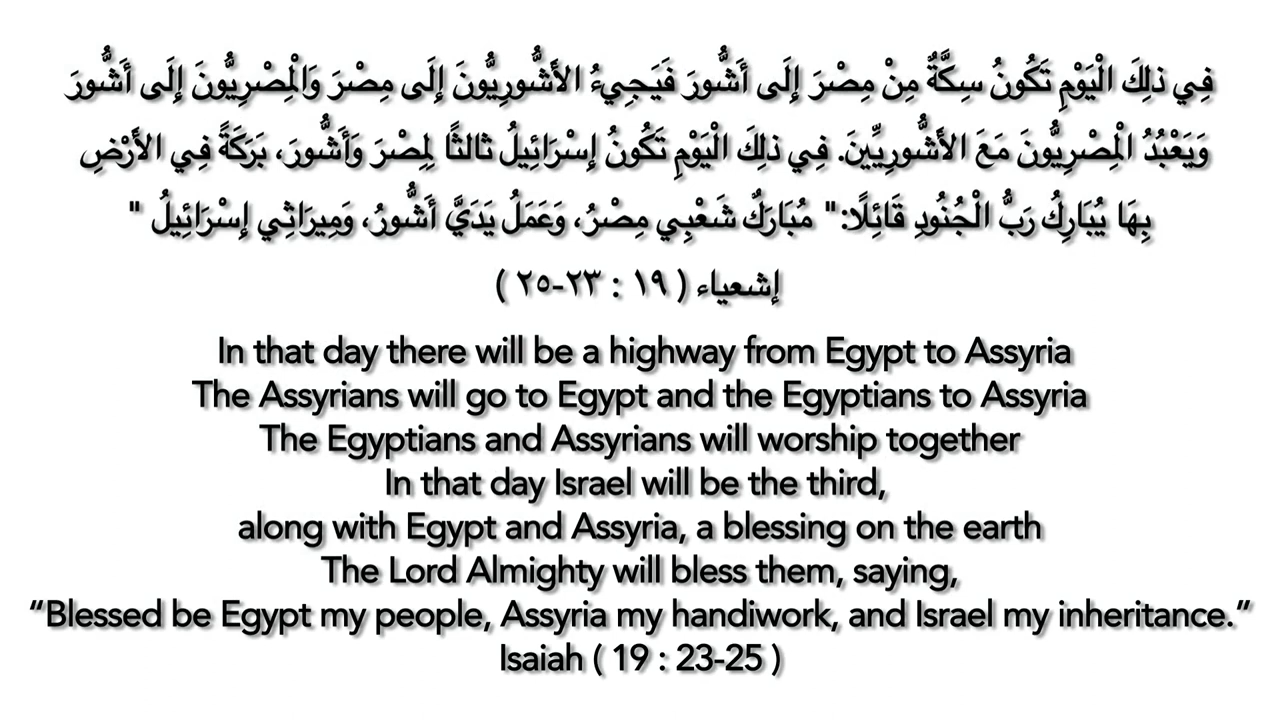 فِي ذلِكَ الْيَوْمِ تَكُونُ سِكَّةٌ مِنْ مِصْرَ إِلَى أَشُّورَ فَيَجِيءُ الأَشُّورِيُّونَ إِلَى مِصْرَ وَالْمِصْرِيُّونَ إِلَى أَشُّورَ
وَيَعْبُدُ الْمِصْرِيُّونَ مَعَ الأَشُّورِيِّينَ. فِي ذلِكَ الْيَوْمِ تَكُونُ إِسْرَائِيلُ ثالثًا لِمِصْرَ وَأَشُّورَ، بَرَكَةً فِي الأَرْضِ
بِهَا يُبَارِكُ رَبُّ الْجُنُودِ قَائِلًا:" مُبَارَكٌ شَعْبِي مِصْرُ، وَعَمَلُ يَدَيَّ أَشُّورُ، وَمِيرَاثِي إِسْرَائِيلُ "
إشعياء ( ١٩ : ٢٣-٢٥ )
In that day there will be a highway from Egypt to Assyria
The Assyrians will go to Egypt and the Egyptians to Assyria
The Egyptians and Assyrians will worship together
In that day Israel will be the third,
along with Egypt and Assyria, a blessing on the earth
The Lord Almighty will bless them, saying,
“Blessed be Egypt my people, Assyria my handiwork, and Israel my inheritance.”
Isaiah ( 19 : 23-25 )